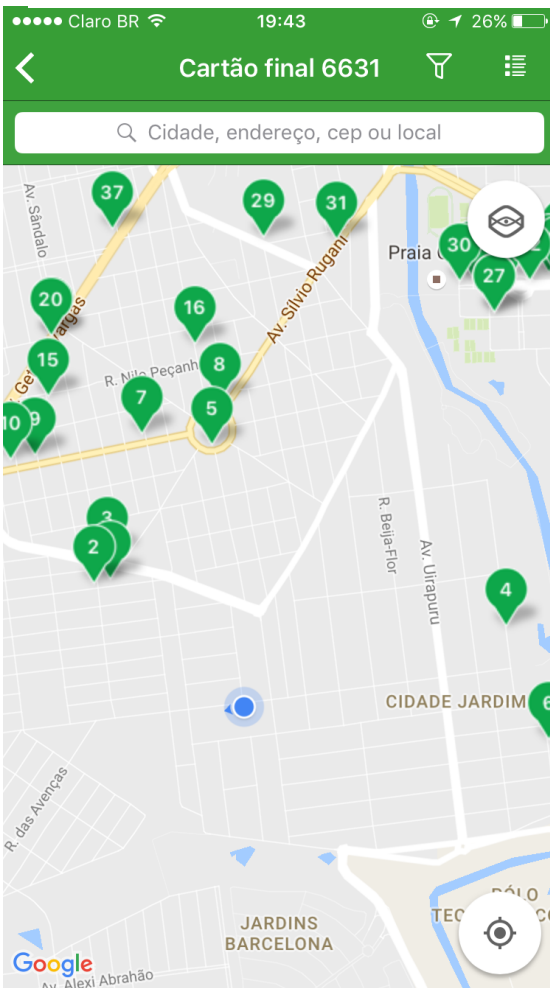 ●●●●● Claro BR 19:43 26%
Cartão final 6631
Cidade, endereço, cep ou local
Av. Sândalo
37
29
31
Av. Sílvio Rugani
Praia
30
27
20
16
15
R. Nilo Peçanh
8
7
5
10
9
3
2
R. Beija-Flor
Av. Uirapuru
4
CIDADE JARDIM
6
R. das Avenças
JARDINS
BARCELONA
Google
Av. Alexi Abrahão